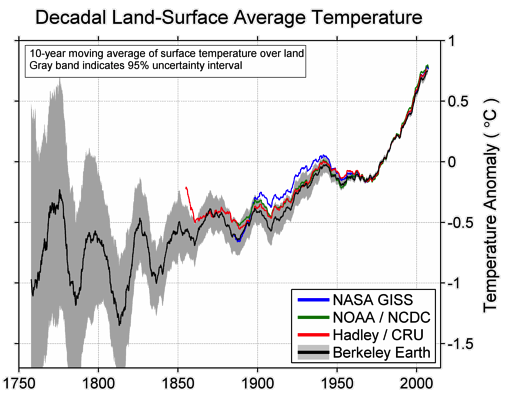 Decadal Land-Surface Average Temperature
10-year moving average of surface temperature over land
Gray band indicates 95% uncertainty interval
1
0.5
0
-0.5
-1
-1.5
Temperature Anomaly ( °C )
NASA GISS
NOAA / NCDC
Hadley / CRU
Berkeley Earth
1750
1800
1850
1900
1950
2000